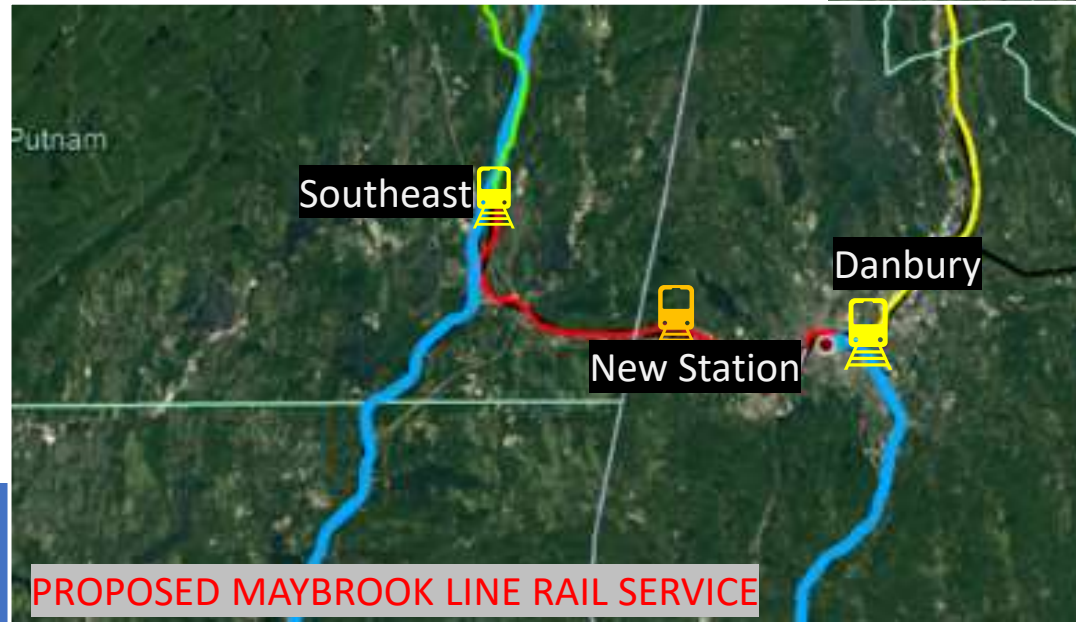 Putnam
Southeast
Danbury
New Station
PROPOSED MAYBROOK LINE RAIL SERVICE